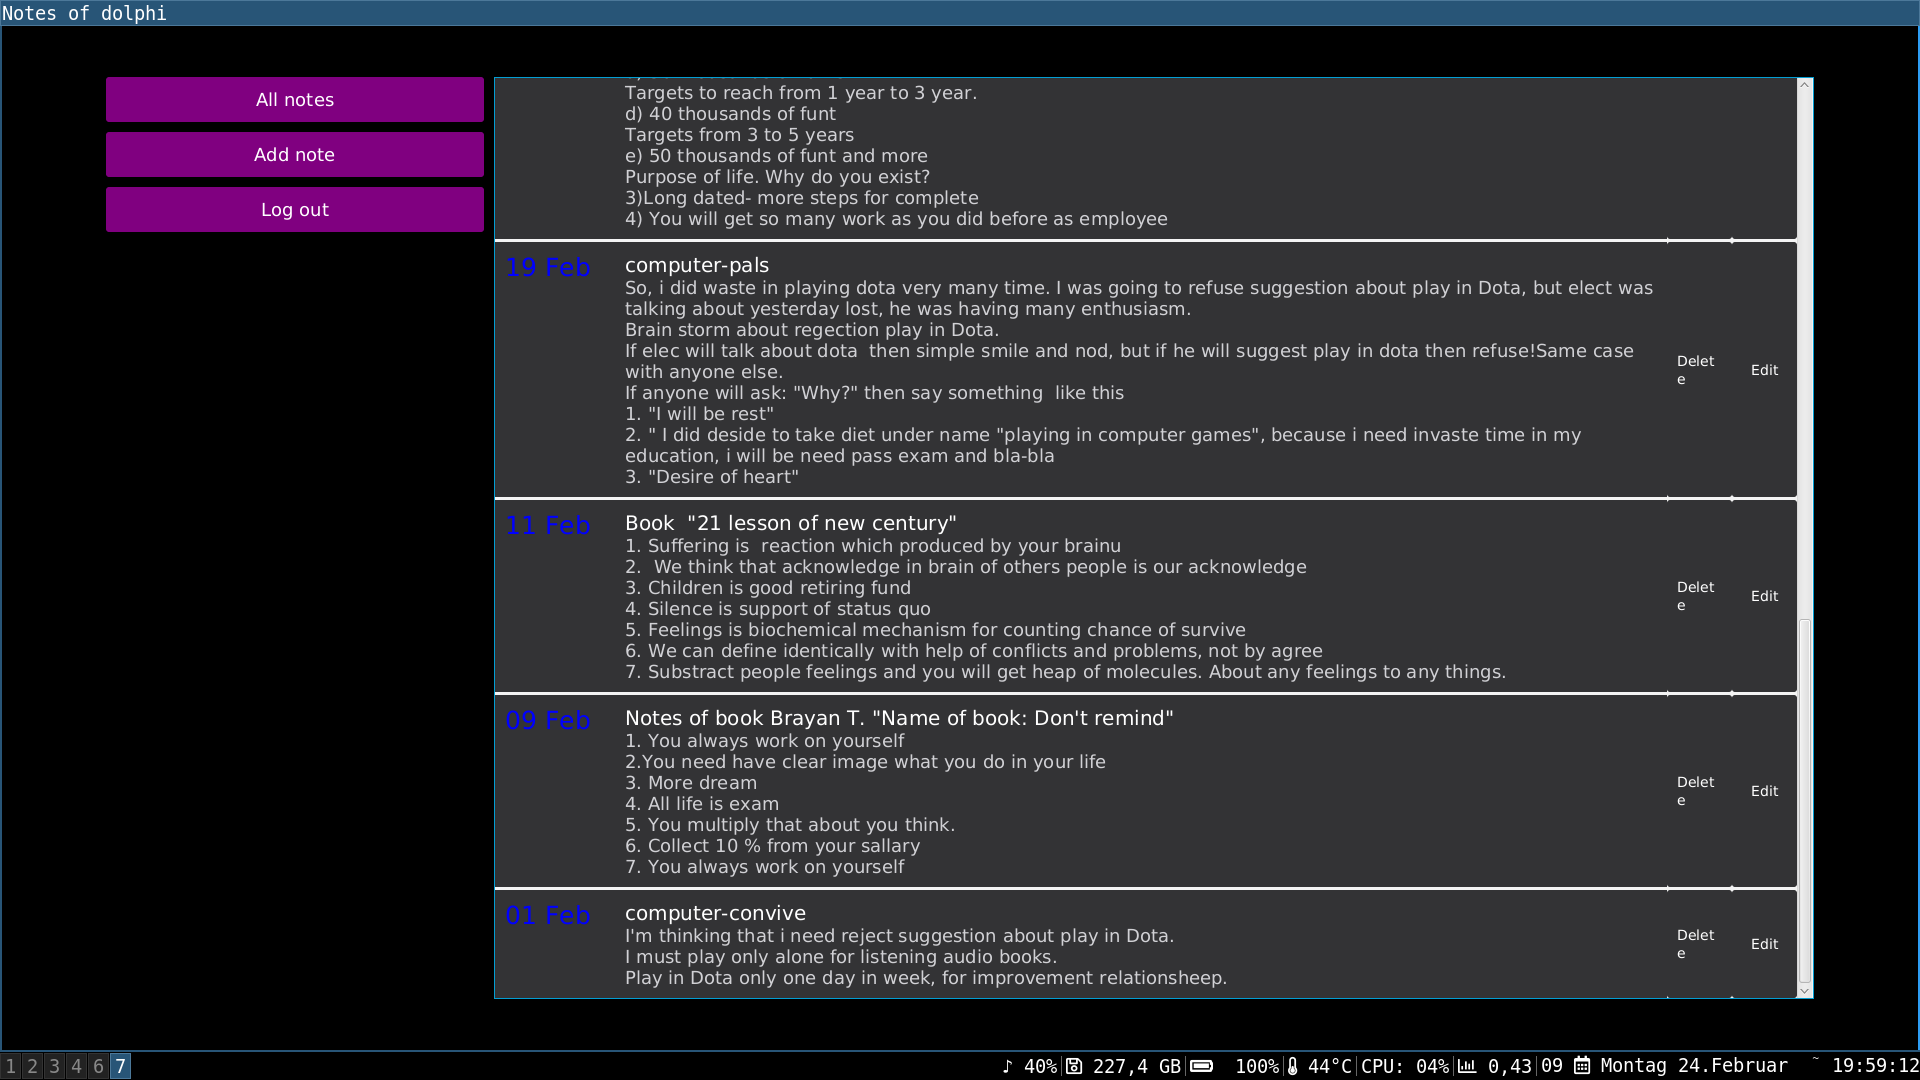 Notes of dolphi
All notes
Add note
Log out
Targets to reach from 1 year to 3 year.
d) 40 thousands of funt
Targets from 3 to 5 years
e) 50 thousands of funt and more
Purpose of life. Why do you exist?
3)Long dated- more steps for complete
4) You will get so many work as you did before as employee
19 Feb
computer-pals
So, i did waste in playing dota very many time. I was going to refuse suggestion about play in Dota, but elect was
talking about yesterday lost, he was having many enthusiasm.
Brain storm about regection play in Dota.
If elec will talk about dota  then simple smile and nod, but if he will suggest play in dota then refuse!Same case
with anyone else.
If anyone will ask: "Why?" then say something  like this
1. "I will be rest"
2. " I did deside to take diet under name "playing in computer games", because i need invaste time in my
education, i will be need pass exam and bla-bla
3. "Desire of heart"
Delet
e
Edit
11 Feb
Book  "21 lesson of new century"
1. Suffering is  reaction which produced by your brainu
2.  We think that acknowledge in brain of others people is our acknowledge
3. Children is good retiring fund
4. Silence is support of status quo
5. Feelings is biochemical mechanism for counting chance of survive
6. We can define identically with help of conflicts and problems, not by agree
7. Substract people feelings and you will get heap of molecules. About any feelings to any things.
Delet
e
Edit
09 Feb
Notes of book Brayan T. "Name of book: Don't remind"
1. You always work on yourself
2.You need have clear image what you do in your life
3. More dream
4. All life is exam
5. You multiply that about you think.
6. Collect 10 % from your sallary
7. You always work on yourself
Delet
e
Edit
01 Feb
computer-convive
I'm thinking that i need reject suggestion about play in Dota.
I must play only alone for listening audio books.
Play in Dota only one day in week, for improvement relationsheep.
Delet
e
Edit
1 2 3 4 6 7
♪ 40% 227,4 GB 100% 44°C CPU: 04% 0,43 09 Montag 24.Februar ~ 19:59:12